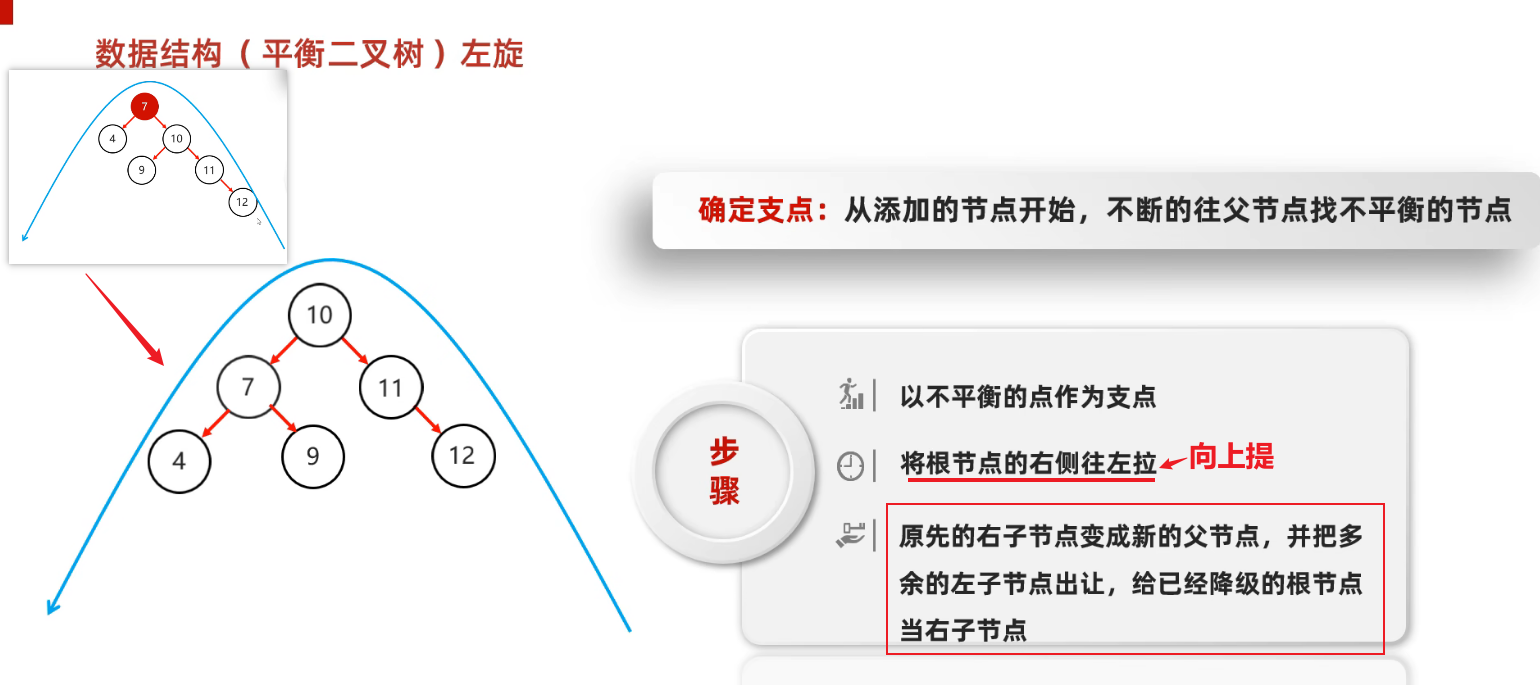 数据结构（平衡二叉树）左旋
7
4
10
9
11
12
确定支点：从添加的节点开始，不断的往父节点找不平衡的节点
10
7
11
4
9
12
步
骤
以不平衡的点作为支点
将根节点的右侧往左拉
向上提
原先的右子节点变成新的父节点，并把多
余的左子节点出让，给已经降级的根节点
当右子节点